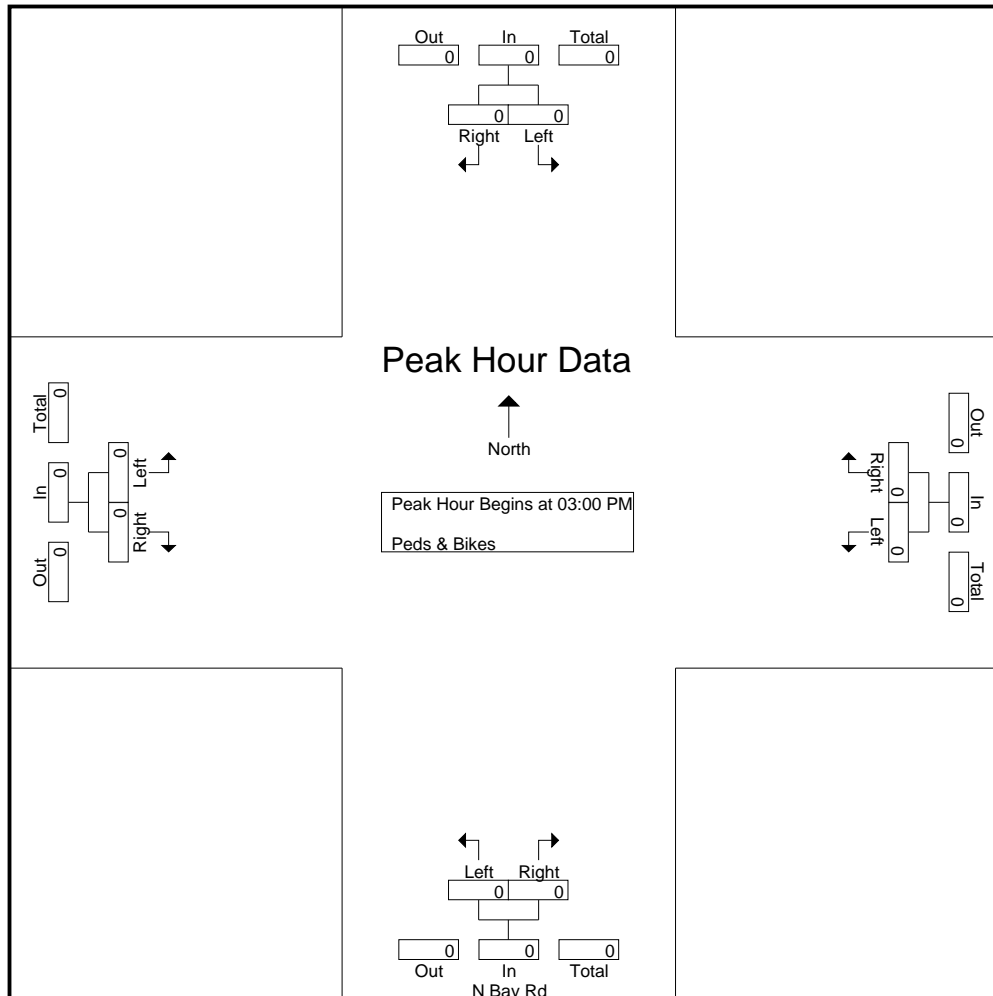 Out In Total
0 0 0
0 0
Right Left
Peak Hour Data
North
Peak Hour Begins at 03:00 PM
Peds & Bikes
Total
0
In
0
Out
0
Left
0
Right
0
Out
0
In
0
Total
0
Right
0
Left
0
Left Right
0 0
0 0 0
Out In Total
N Bay Rd